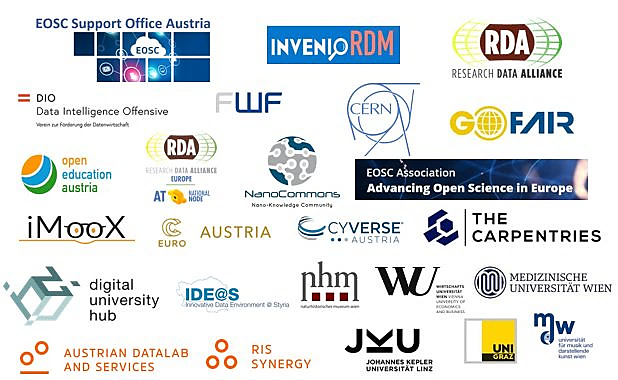 EOSC Support Office Austria
EOSC
INVENIO RDM
RDA
RESEARCH DATA ALLIANCE
DIO
Data Intelligence Offensive
Verein zur Förderung der Datenwirtschaft
FWF
CERN
GO FAIR
open
education
austria
RDA
RESEARCH DATA ALLIANCE
EUROPE
AT
NATIONAL
NODE
NanoCommons
Nano-Knowledge Community
EOSC Association
Advancing Open Science in Europe
iMooX
EURO
AUSTRIA
CYVERSE
AUSTRIA
THE
CARPENTRIES
digital
university
hub
IDE@S
Innovative Data Environment @ Styria
nhm
naturhistorisches museum wien
WU
WIRTSCHAFTS
UNIVERSITÄT
WIEN VIENNA
UNIVERSITY OF
ECONOMICS
AND BUSINESS
MEDIZINISCHE
UNIVERSITÄT WIEN
AUSTRIAN DATALAB
AND SERVICES
RIS
SYNERGY
JKU
JOHANNES KEPLER
UNIVERSITÄT LINZ
UNI
GRAZ
mdw
universität
für musik und
darstellende
kunst wien